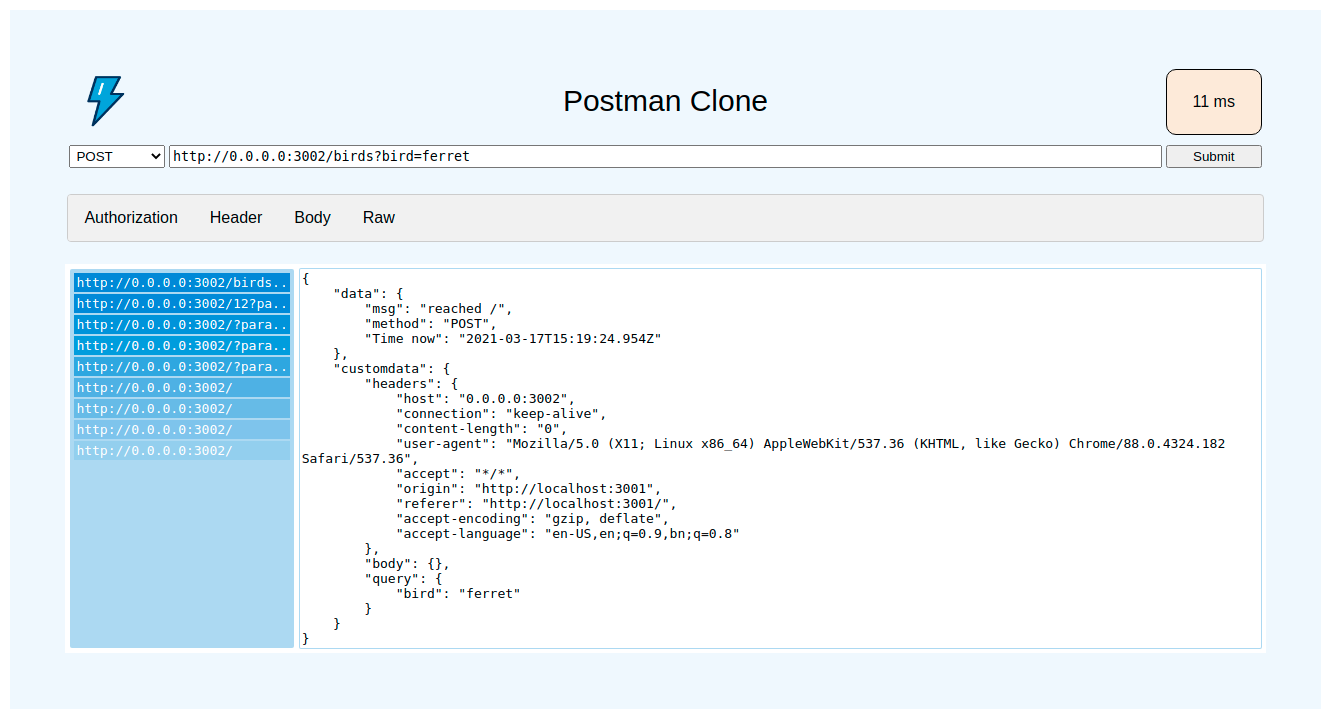 Postman Clone
11 ms
POST
http://0.0.0.0:3002/birds?bird=ferret
Submit
Authorization Header Body Raw
http://0.0.0.0:3002/birds..
http://0.0.0.0:3002/12?pa..
http://0.0.0.0:3002/?para..
http://0.0.0.0:3002/?para..
http://0.0.0.0:3002/?para..
http://0.0.0.0:3002/
http://0.0.0.0:3002/
http://0.0.0.0:3002/
http://0.0.0.0:3002/
{
    "data": {
        "msg": "reached /",
        "method": "POST",
        "Time now": "2021-03-17T15:19:24.954Z"
    },
    "customdata": {
        "headers": {
            "host": "0.0.0.0:3002",
            "connection": "keep-alive",
            "content-length": "0",
            "user-agent": "Mozilla/5.0 (X11; Linux x86_64) AppleWebKit/537.36 (KHTML, like Gecko) Chrome/88.0.4324.182
Safari/537.36",
            "accept": "*/*",
            "origin": "http://localhost:3001",
            "referer": "http://localhost:3001/",
            "accept-encoding": "gzip, deflate",
            "accept-language": "en-US,en;q=0.9,bn;q=0.8"
        },
        "body": {},
        "query": {
            "bird": "ferret"
        }
    }
}